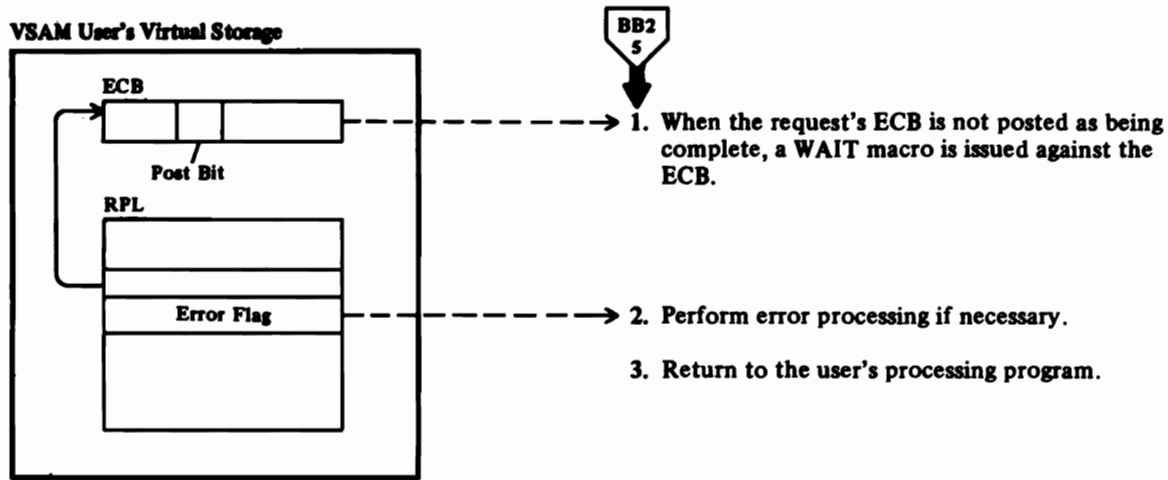 VSAM User's Virtual Storage
ECB
Post Bit
RPL
Error Flag
BB2
5
1. When the request's ECB is not posted as being
complete, a WAIT macro is issued against the
ECB.
2. Perform error processing if necessary.
3. Return to the user's processing program.